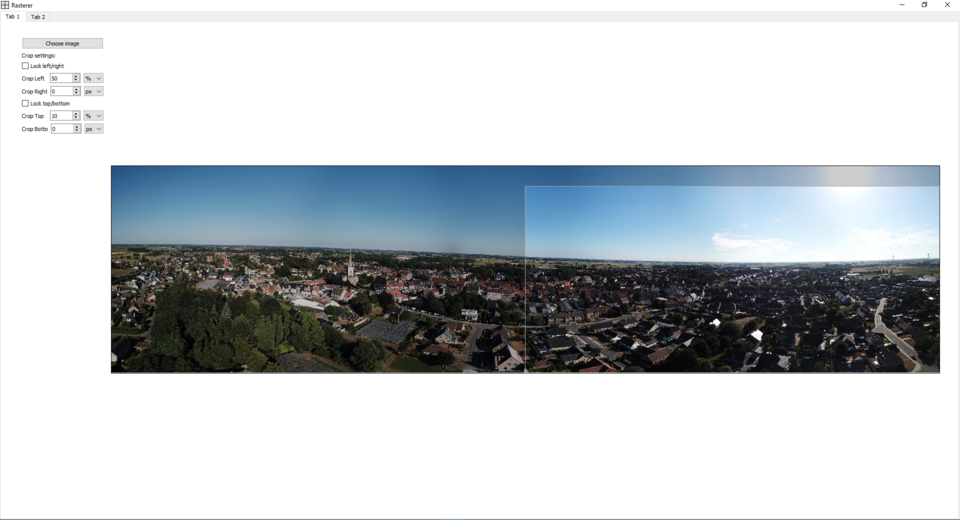 Rasterer
Tab 1 Tab 2
Choose image
Crop settings:
Lock left/right
Crop Left 50 %
Crop Right 0 px
Lock top/bottom
Crop Top 10 %
Crop Botto 0 px